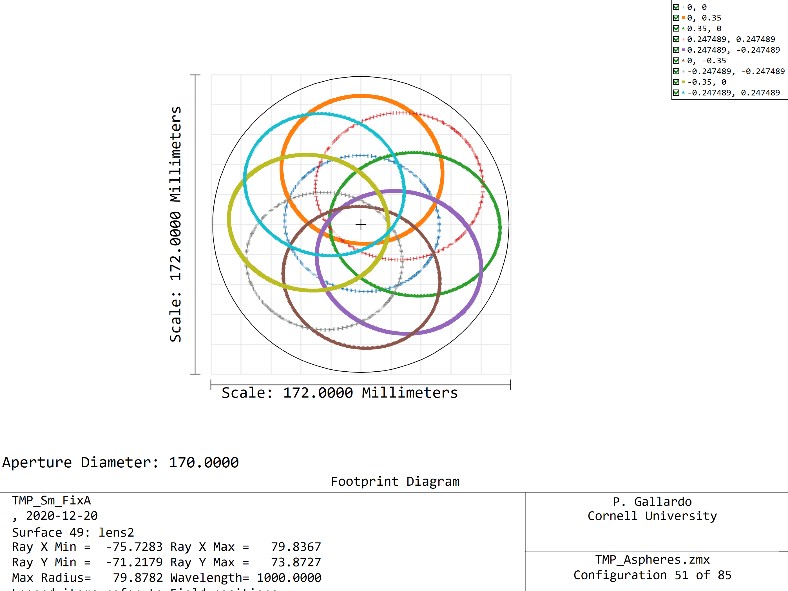 0, 0
0, 0.35
0.35, 0
0.247489, 0.247489
0.247489, -0.247489
0, -0.35
-0.247489, -0.247489
-0.35, 0
-0.247489, 0.247489
Scale: 172.0000 Millimeters
Scale: 172.0000 Millimeters
Aperture Diameter: 170.0000
Footprint Diagram
TMP_Sm_FixA
, 2020-12-20
Surface 49: lens2
Ray X Min = -75.7283 Ray X Max = 79.8367
Ray Y Min = -71.2179 Ray Y Max = 73.8727
Max Radius= 79.8782 Wavelength= 1000.0000
P. Gallardo
Cornell University
TMP_Aspheres.zmx
Configuration 51 of 85